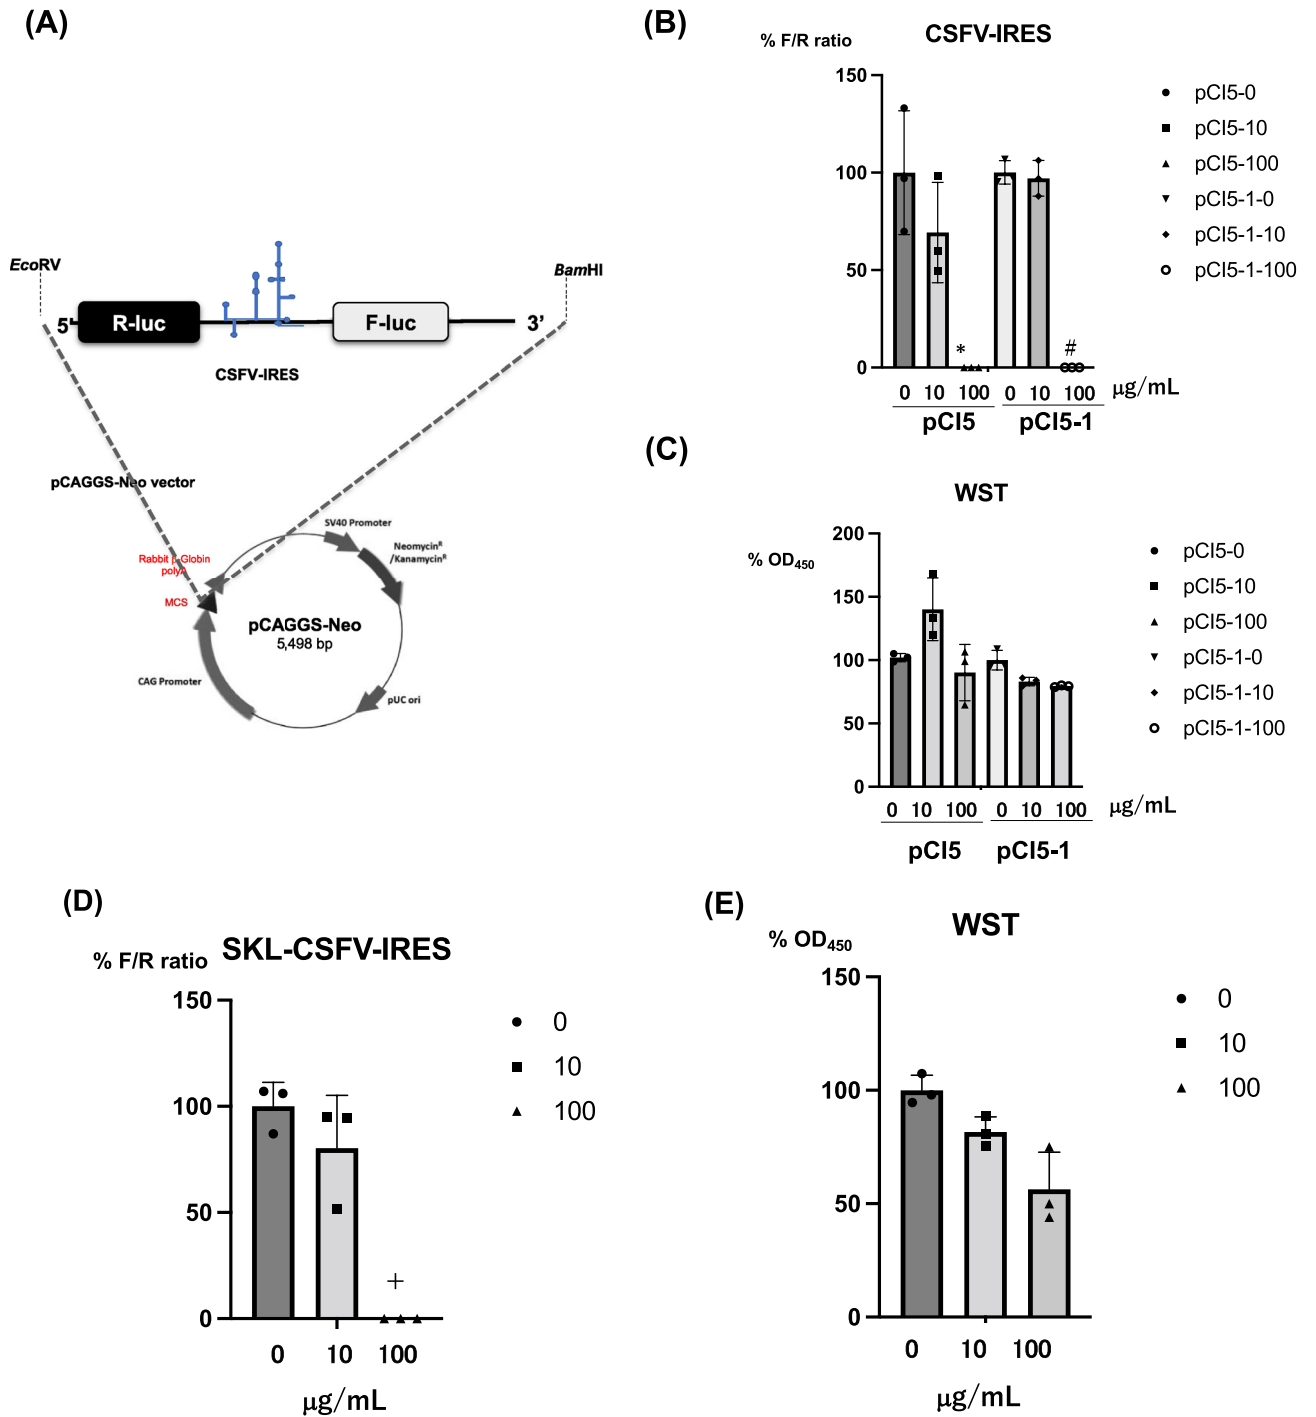 (A)
EcoRV
BamHI
5'
R-luc
F-luc
3’
CSFV-IRES
pCAGGS-Neo vector
SV40 Promoter
Neomycinᴿ
/Kanamycinᴿ
Rabbit β-Globin
polyA
MCS
pCAGGS-Neo
5,498 bp
CAG Promoter
pUC ori
(B)
% F/R ratio
CSFV-IRES
150
100
50
0
*
#
0 10 100 0 10 100 μg/mL
pCI5 pCI5-1
pCI5-0
pCI5-10
pCI5-100
pCI5-1-0
pCI5-1-10
pCI5-1-100
(C)
WST
% OD₄₅₀
200
150
100
50
0
0 10 100 0 10 100 μg/mL
pCI5 pCI5-1
pCI5-0
pCI5-10
pCI5-100
pCI5-1-0
pCI5-1-10
pCI5-1-100
(D)
% F/R ratio
SKL-CSFV-IRES
150
100
50
0
+
0 10 100
μg/mL
0
10
100
(E)
WST
% OD₄₅₀
150
100
50
0
0 10 100
μg/mL
0
10
100